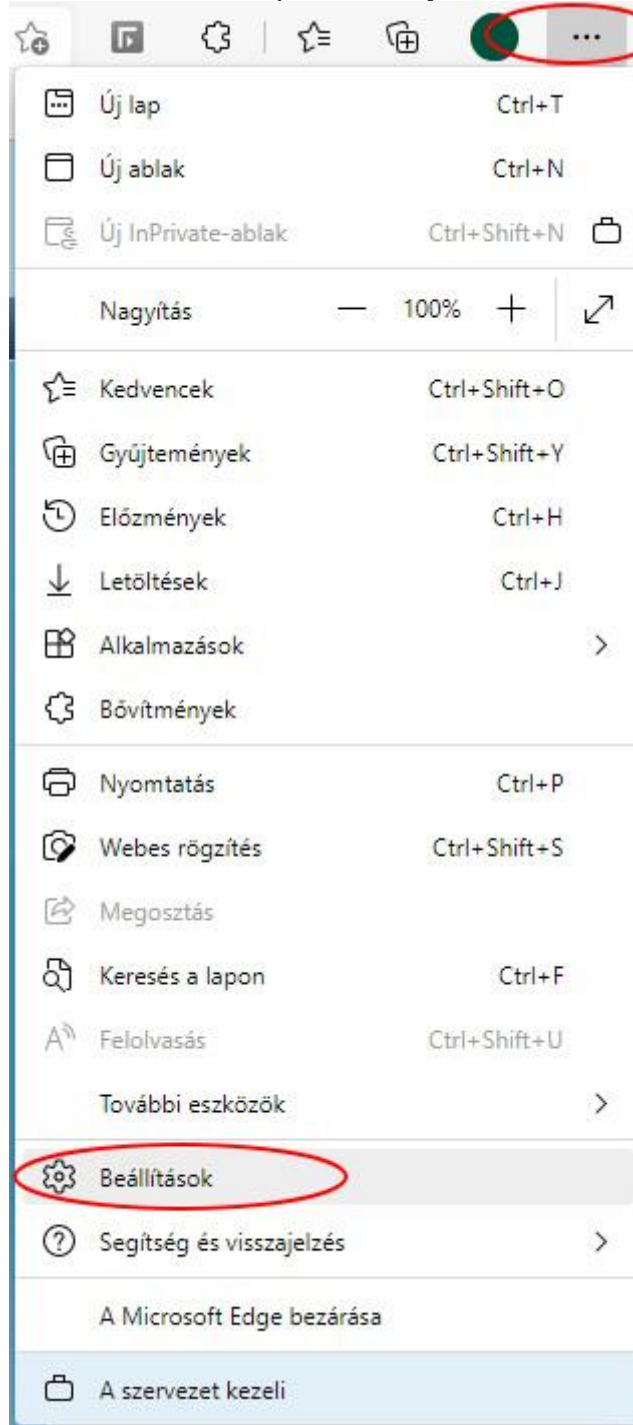 Új lap Ctrl+T
Új ablak Ctrl+N
Új InPrivate-ablak Ctrl+Shift+N
Nagyítás — 100% +
Kedvencek Ctrl+Shift+O
Gyűjtemények Ctrl+Shift+Y
Előzmények Ctrl+H
Letöltések Ctrl+J
Alkalmazások
Bővítmények
Nyomtatás Ctrl+P
Webes rögzítés Ctrl+Shift+S
Megosztás
Keresés a lapon Ctrl+F
Felolvasás Ctrl+Shift+U
További eszközök
Beállítások
Segítség és visszajelzés
A Microsoft Edge bezárása
A szervezet kezeli